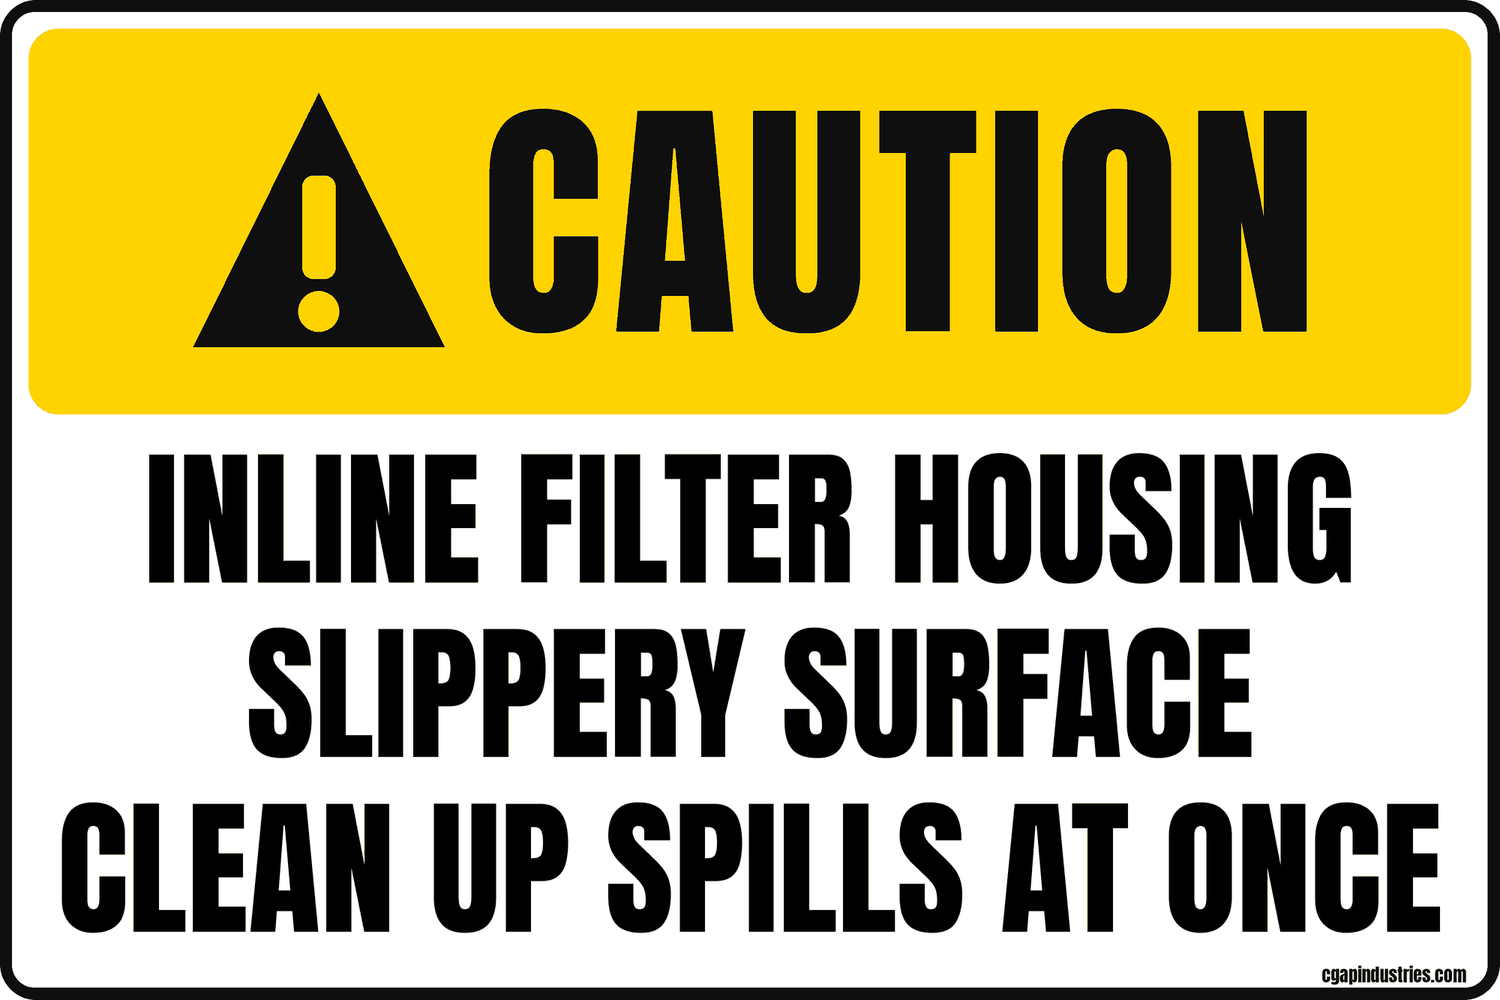 CAUTION
INLINE FILTER HOUSING
SLIPPERY SURFACE
CLEAN UP SPILLS AT ONCE
cgapindustries.com